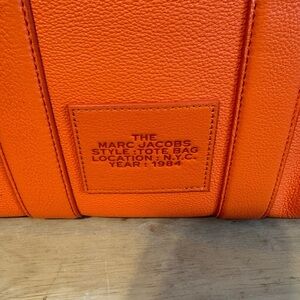 THE
MARC JACOBS
STYLE : TOTE BAG
LOCATION : N.Y.C.
YEAR : 1984